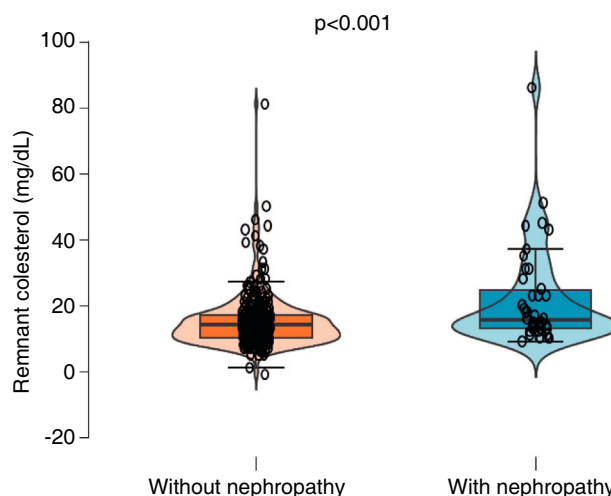 p<0.001
100
80
60
40
20
0
-20
Remnant colesterol (mg/dL)
Without nephropathy
With nephropathy